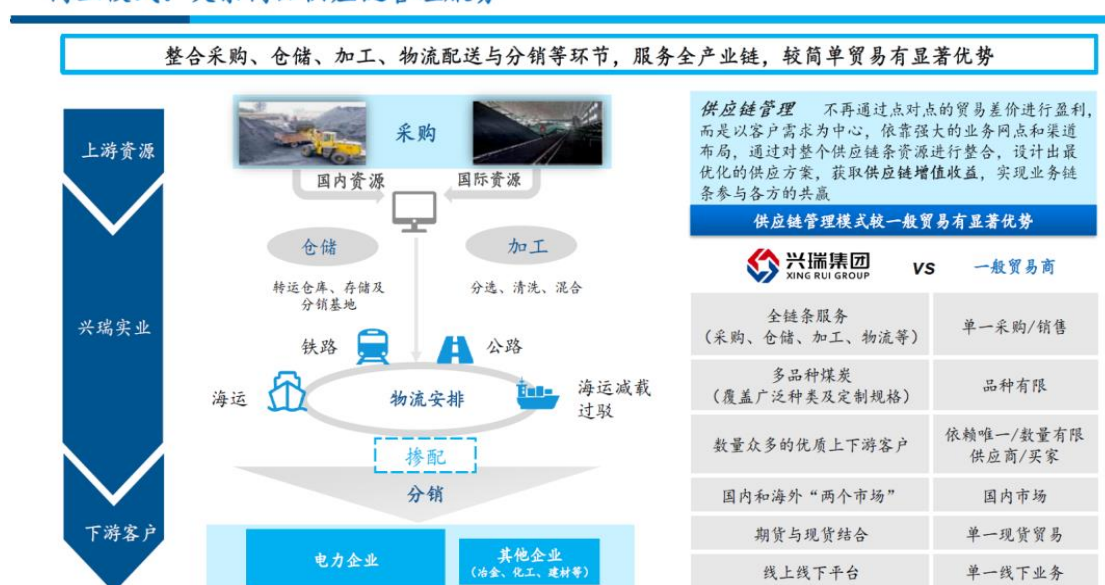 整合采购、仓储、加工、物流配送与分销等环节，服务全产业链，较简单贸易有显著优势
上游资源
兴瑞实业
下游客户
采购
国内资源
国际资源
仓储
加工
转运仓库、存储及
分销基地
分选、清洗、混合
铁路
公路
海运
物流安排
海运减载
过驳
掺配
分销
电力企业
其他企业
（冶金、化工、建材等）
供应链管理 不再通过点对点的贸易差价进行盈利，
而是以客户需求为中心，依靠强大的业务网点和渠道
布局，通过对整个供应链条资源进行整合，设计出最
优化的供应方案，获取供应链增值收益，实现业务链
条参与各方的共赢
供应链管理模式较一般贸易有显著优势
兴瑞集团
XING RUI GROUP
VS
一般贸易商
全链条服务
（采购、仓储、加工、物流等）
单一采购/销售
多品种煤炭
（覆盖广泛种类及定制规格）
品种有限
数量众多的优质上下游客户
依赖唯一/数量有限
供应商/买家
国内和海外“两个市场”
国内市场
期货与现货结合
单一现货贸易
线上线下平台
单一线下业务